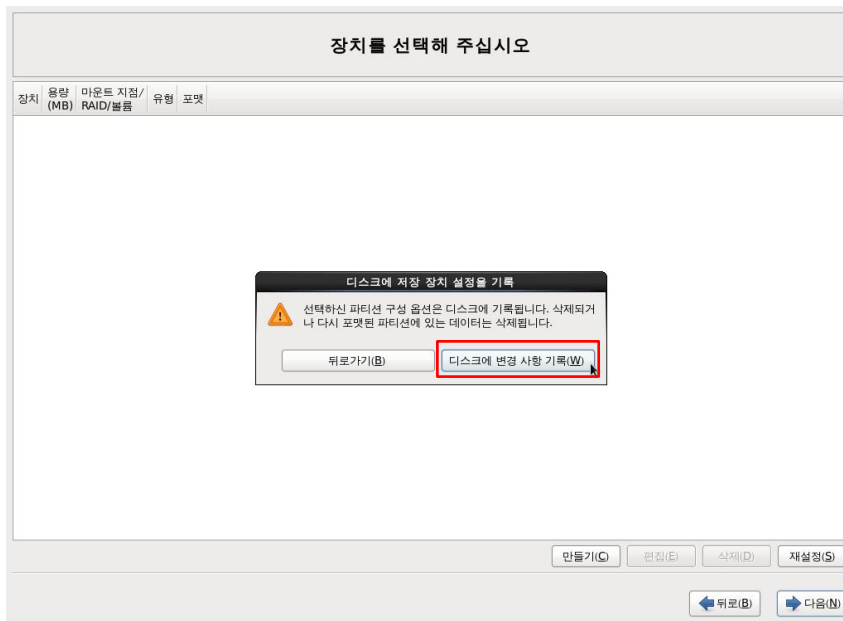 장치를 선택해 주십시오
장치 용량 (MB) 마운트 지점/ RAID/볼륨 유형 포맷
디스크에 저장 장치 설정을 기록
선택하신 파티션 구성 옵션은 디스크에 기록됩니다. 삭제되거
나 다시 포맷된 파티션에 있는 데이터는 삭제됩니다.
뒤로가기(B) 디스크에 변경 사항 기록(W)
만들기(C) 편집(E) 삭제(D) 재설정(S)
뒤로(B) 다음(N)